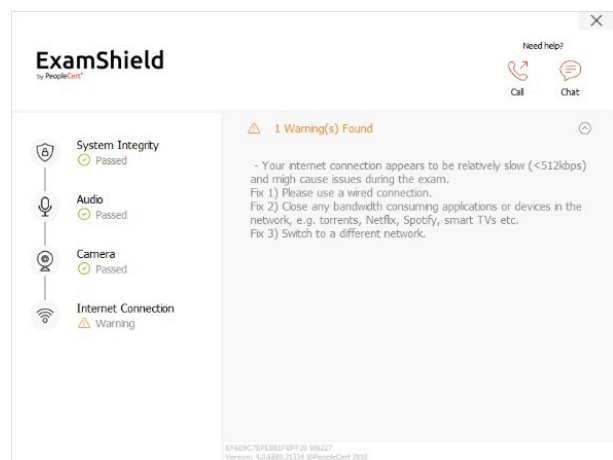 Need help?
ExamShield
by PeopleCert
Call
Chat
1 Warning(s) Found
System Integrity
Passed
- Your internet connection appears to be relatively slow (<512kbps)
and migh cause issues during the exam.
Fix 1) Please use a wired connection.
Fix 2) Close any bandwidth consuming applications or devices in the
network, e.g. torrents, Netflix, Spotify, smart TVs etc.
Fix 3) Switch to a different network.
Audio
Passed
Camera
Passed
Internet Connection
Warning
©PeopleCert